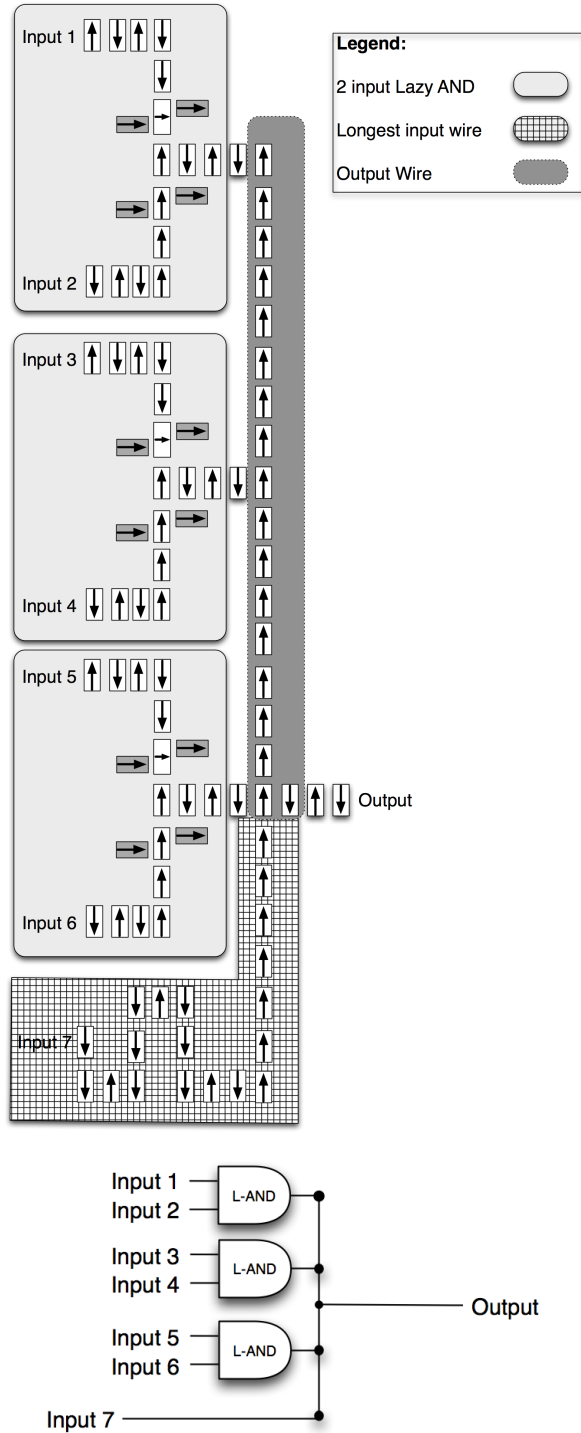 Input 1
Input 2
Legend:
2 input Lazy AND
Longest input wire
Output Wire
Input 3
Input 4
Input 5
Output
Input 6
Input 7
Input 1
L-AND
Input 2
Input 3
L-AND
Input 4
Output
Input 5
L-AND
Input 6
Input 7